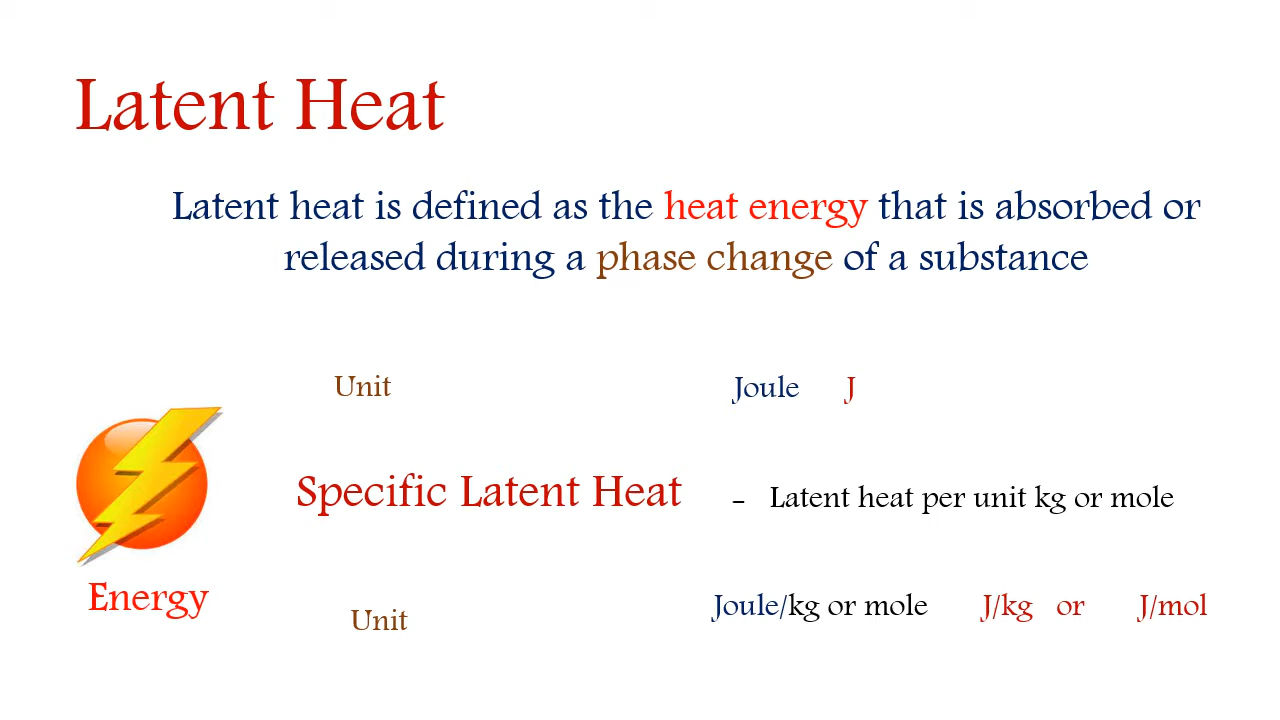 Latent Heat
Latent heat is defined as the heat energy that is absorbed or
released during a phase change of a substance
Unit Joule J
Specific Latent Heat - Latent heat per unit kg or mole
Energy
Unit Joule/kg or mole J/kg or J/mol